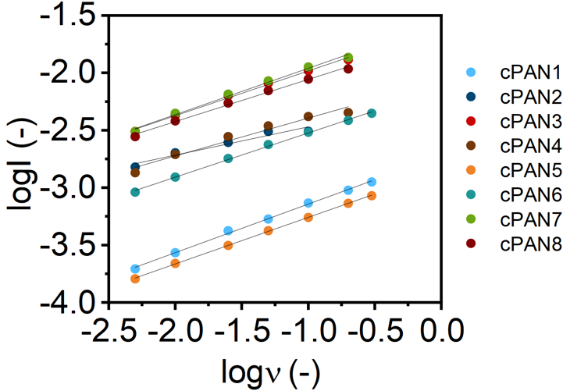 -1.5
-2.0
-2.5
-3.0
-3.5
-4.0
logI (-)
-2.5 -2.0 -1.5 -1.0 -0.5 0.0
logν (-)
cPAN1
cPAN2
cPAN3
cPAN4
cPAN5
cPAN6
cPAN7
cPAN8